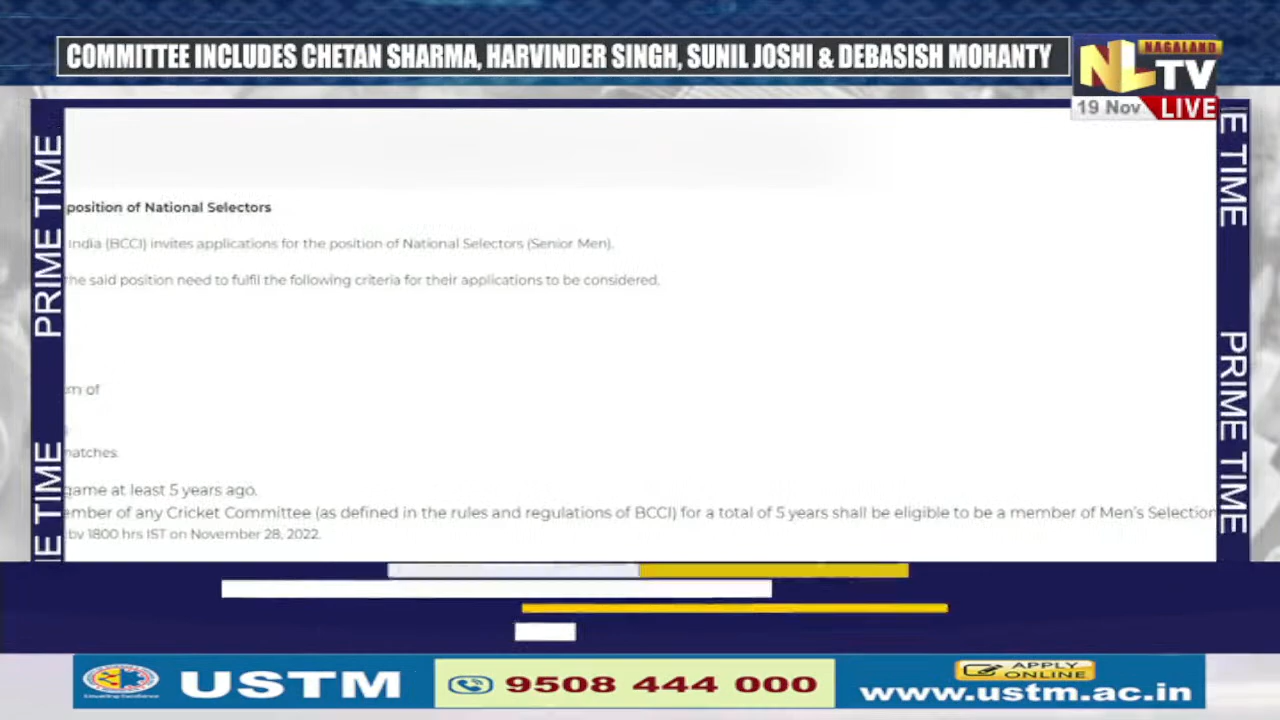 COMMITTEE INCLUDES CHETAN SHARMA, HARVINDER SINGH, SUNIL JOSHI & DEBASISH MOHANTY
NAGALAND
NLTV
19 Nov LIVE
PRIME TIME
PRIME TIME
E TIME
PRIME TIME
position of National Selectors
India (BCCI) invites applications for the position of National Selectors (Senior Men).
the said position need to fulfil the following criteria for their applications to be considered.
of
matches.
game at least 5 years ago.
ember of any Cricket Committee (as defined in the rules and regulations of BCCI) for a total of 5 years shall be eligible to be a member of Men's Selection
by 1800 hrs IST on November 28, 2022.
USTM
9508 444 000
APPLY
ONLINE
www.ustm.ac.in